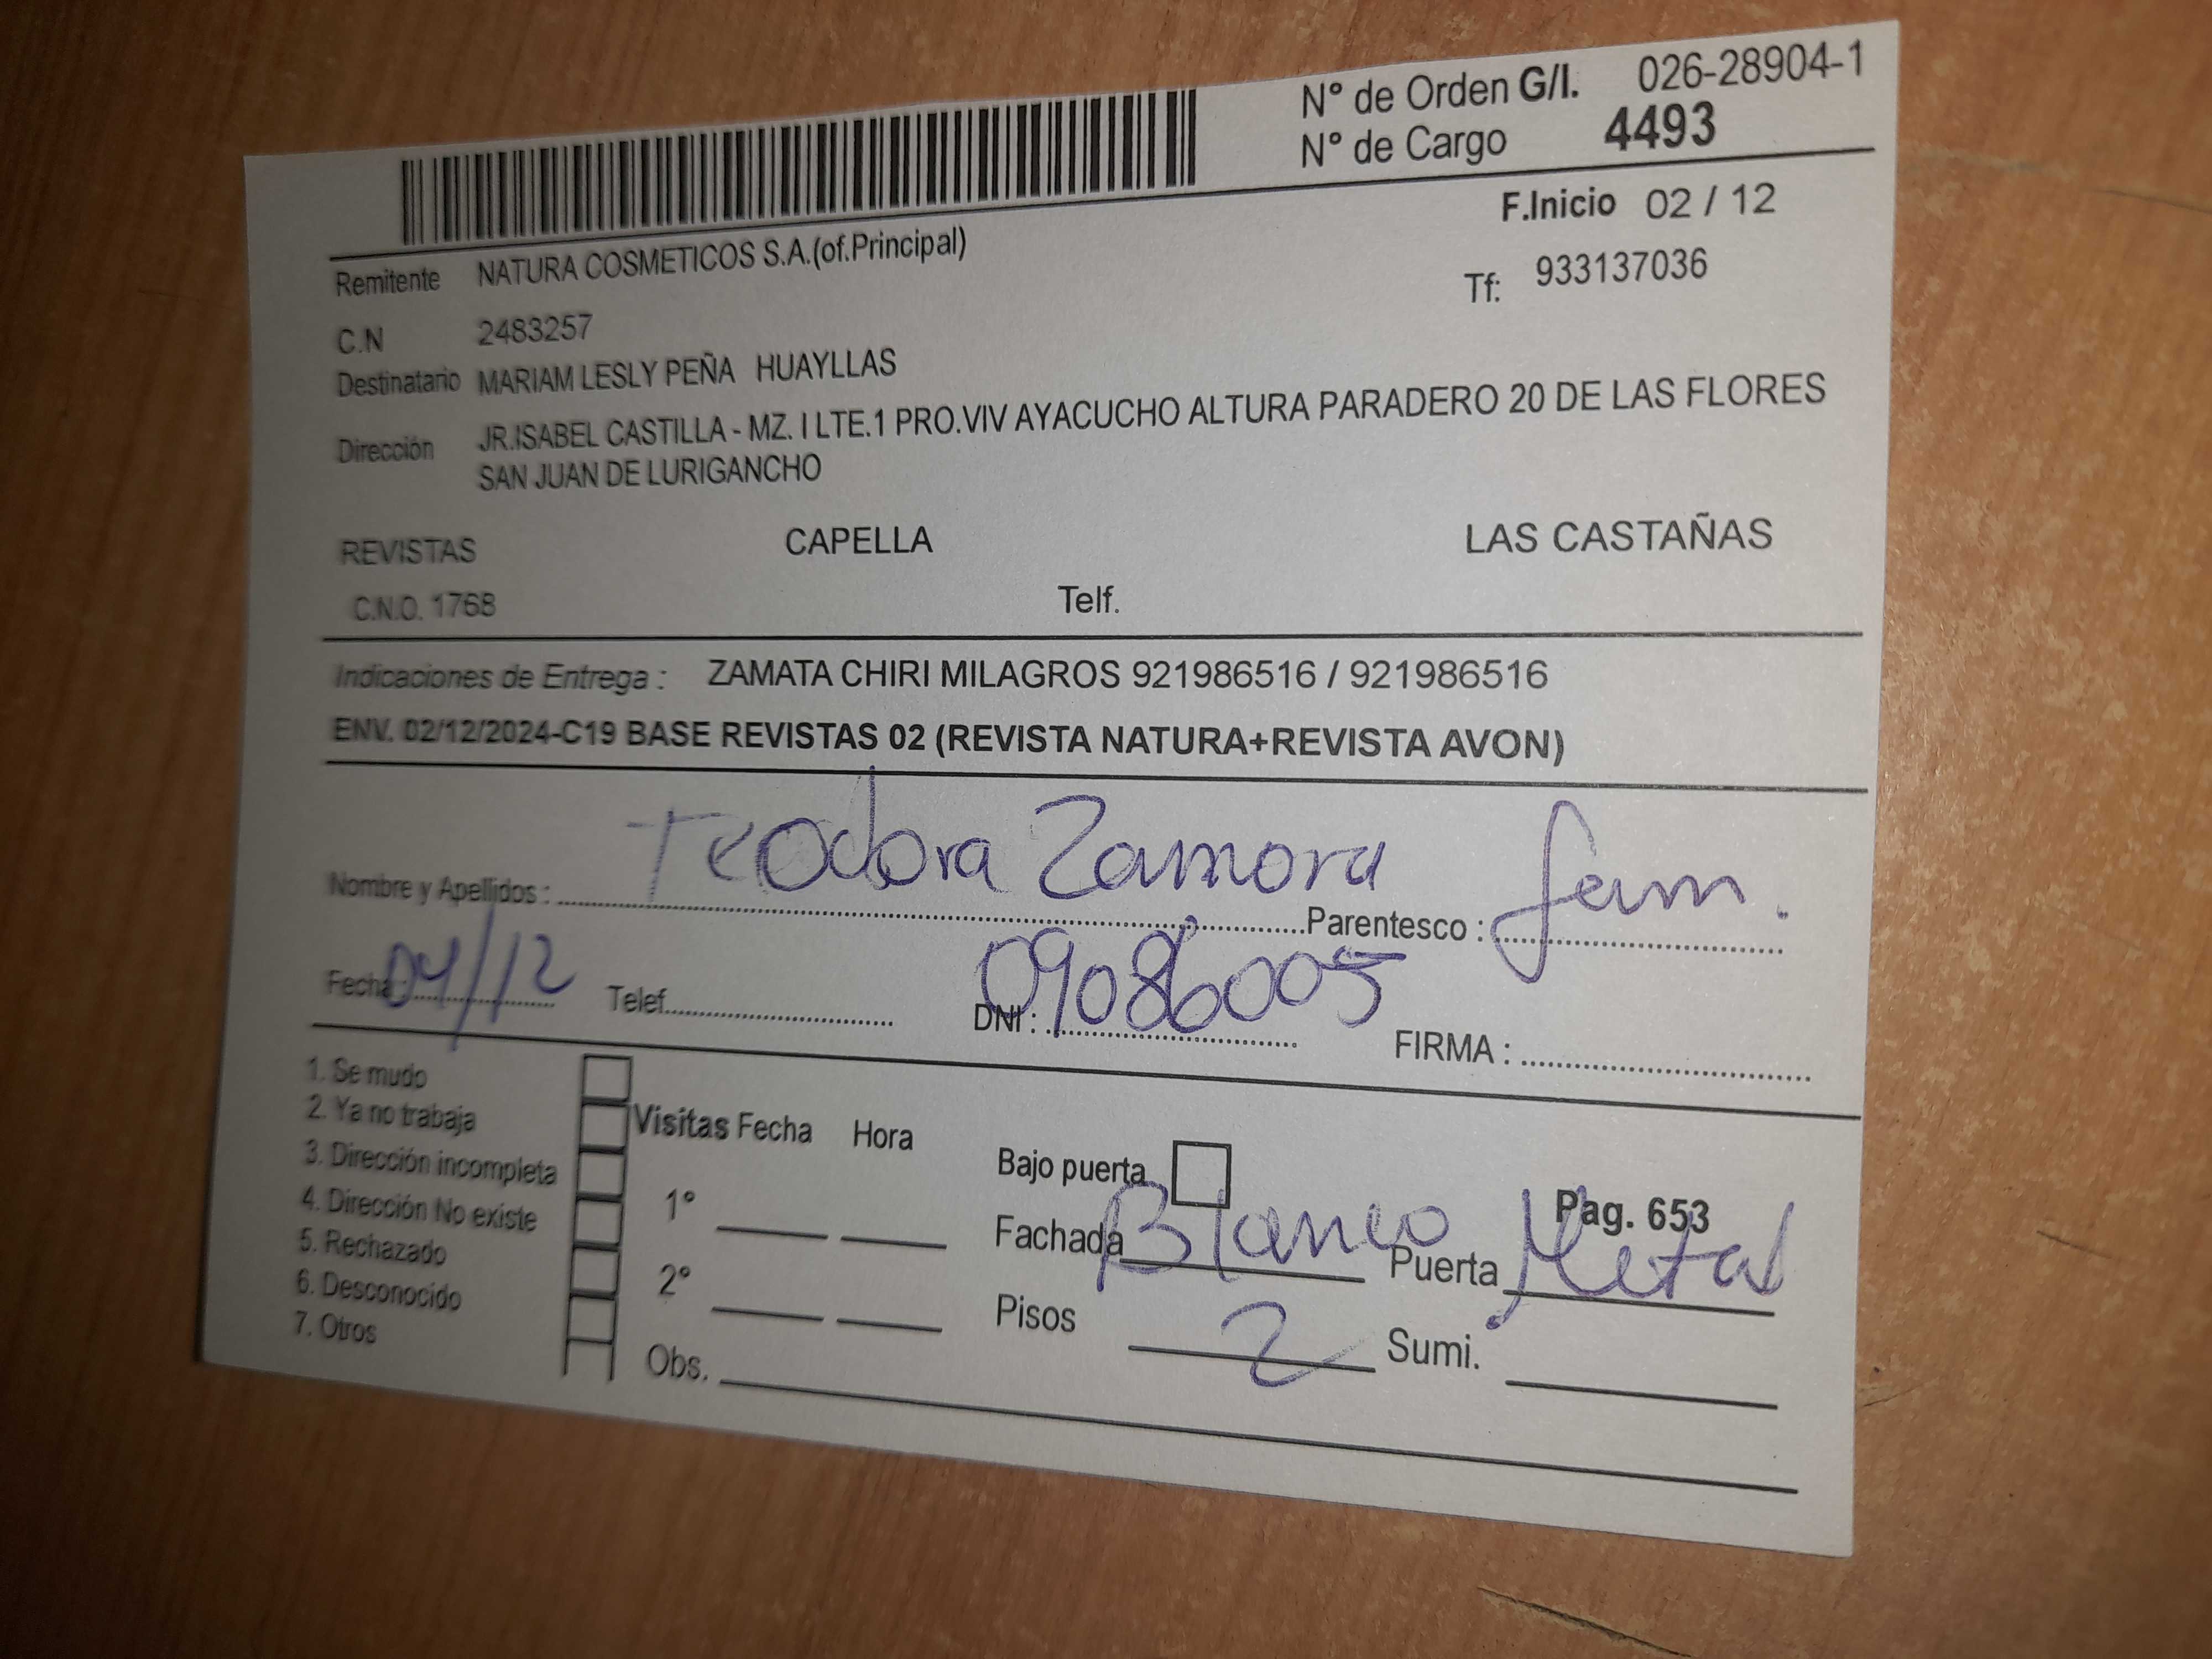 N° de Orden G/I. 026-28904-1
N° de Cargo 4493
F.Inicio 02 / 12
Remitente NATURA COSMETICOS S.A.(of.Principal)
Tf: 933137036
C.N 2483257
Destinatario MARIAM LESLY PEÑA HUAYLLAS
Dirección JR.ISABEL CASTILLA - MZ. I LTE.1 PRO.VIV AYACUCHO ALTURA PARADERO 20 DE LAS FLORES
SAN JUAN DE LURIGANCHO
REVISTAS CAPELLA LAS CASTAÑAS
C.N.O. 1768 Telf.
Indicaciones de Entrega : ZAMATA CHIRI MILAGROS 921986516 / 921986516
ENV. 02/12/2024-C19 BASE REVISTAS 02 (REVISTA NATURA+REVISTA AVON)
Nombre y Apellidos : Teodora Zamora Parentesco : fam.
Fecha : 04/12 Telef. DNI : 09086005 FIRMA :
1. Se mudo
2. Ya no trabaja
3. Dirección incompleta
4. Dirección No existe
5. Rechazado
6. Desconocido
7. Otros
Visitas Fecha Hora
1°
2°
Obs.
Bajo puerta
Pag. 653
Fachada Blanco Puerta Metal
Pisos 2 Sumi.